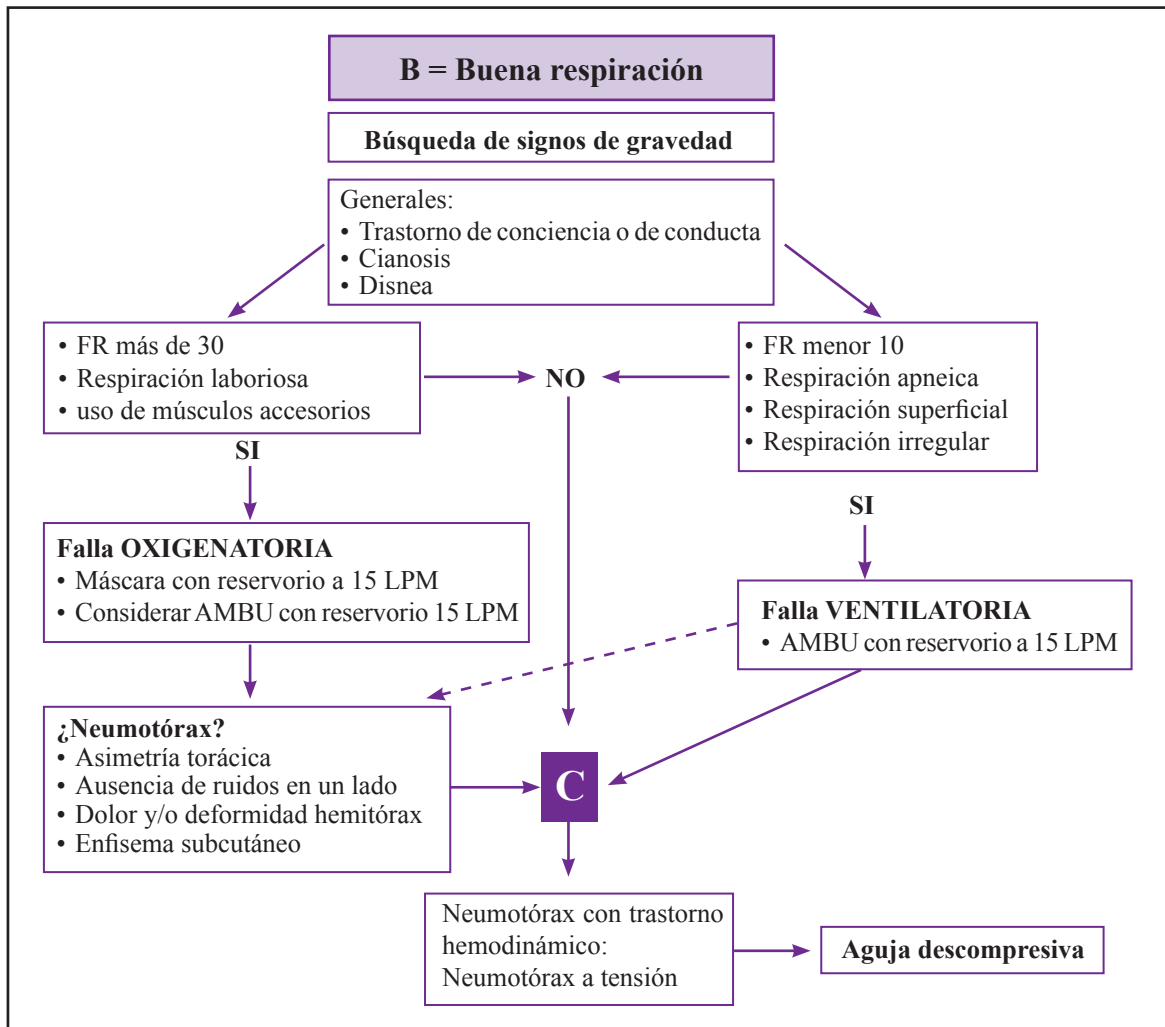 B = Buena respiración
Búsqueda de signos de gravedad
Generales:
• Trastorno de conciencia o de conducta
• Cianosis
• Disnea
• FR más de 30
• Respiración laboriosa
• uso de músculos accesorios
NO
• FR menor 10
• Respiración apneica
• Respiración superficial
• Respiración irregular
SI
SI
Falla OXIGENATORIA
• Máscara con reservorio a 15 LPM
• Considerar AMBU con reservorio 15 LPM
Falla VENTILATORIA
• AMBU con reservorio a 15 LPM
¿Neumotórax?
• Asimetría torácica
• Ausencia de ruidos en un lado
• Dolor y/o deformidad hemitórax
• Enfisema subcutáneo
C
Neumotórax con trastorno
hemodinámico:
Neumotórax a tensión
Aguja descompresiva